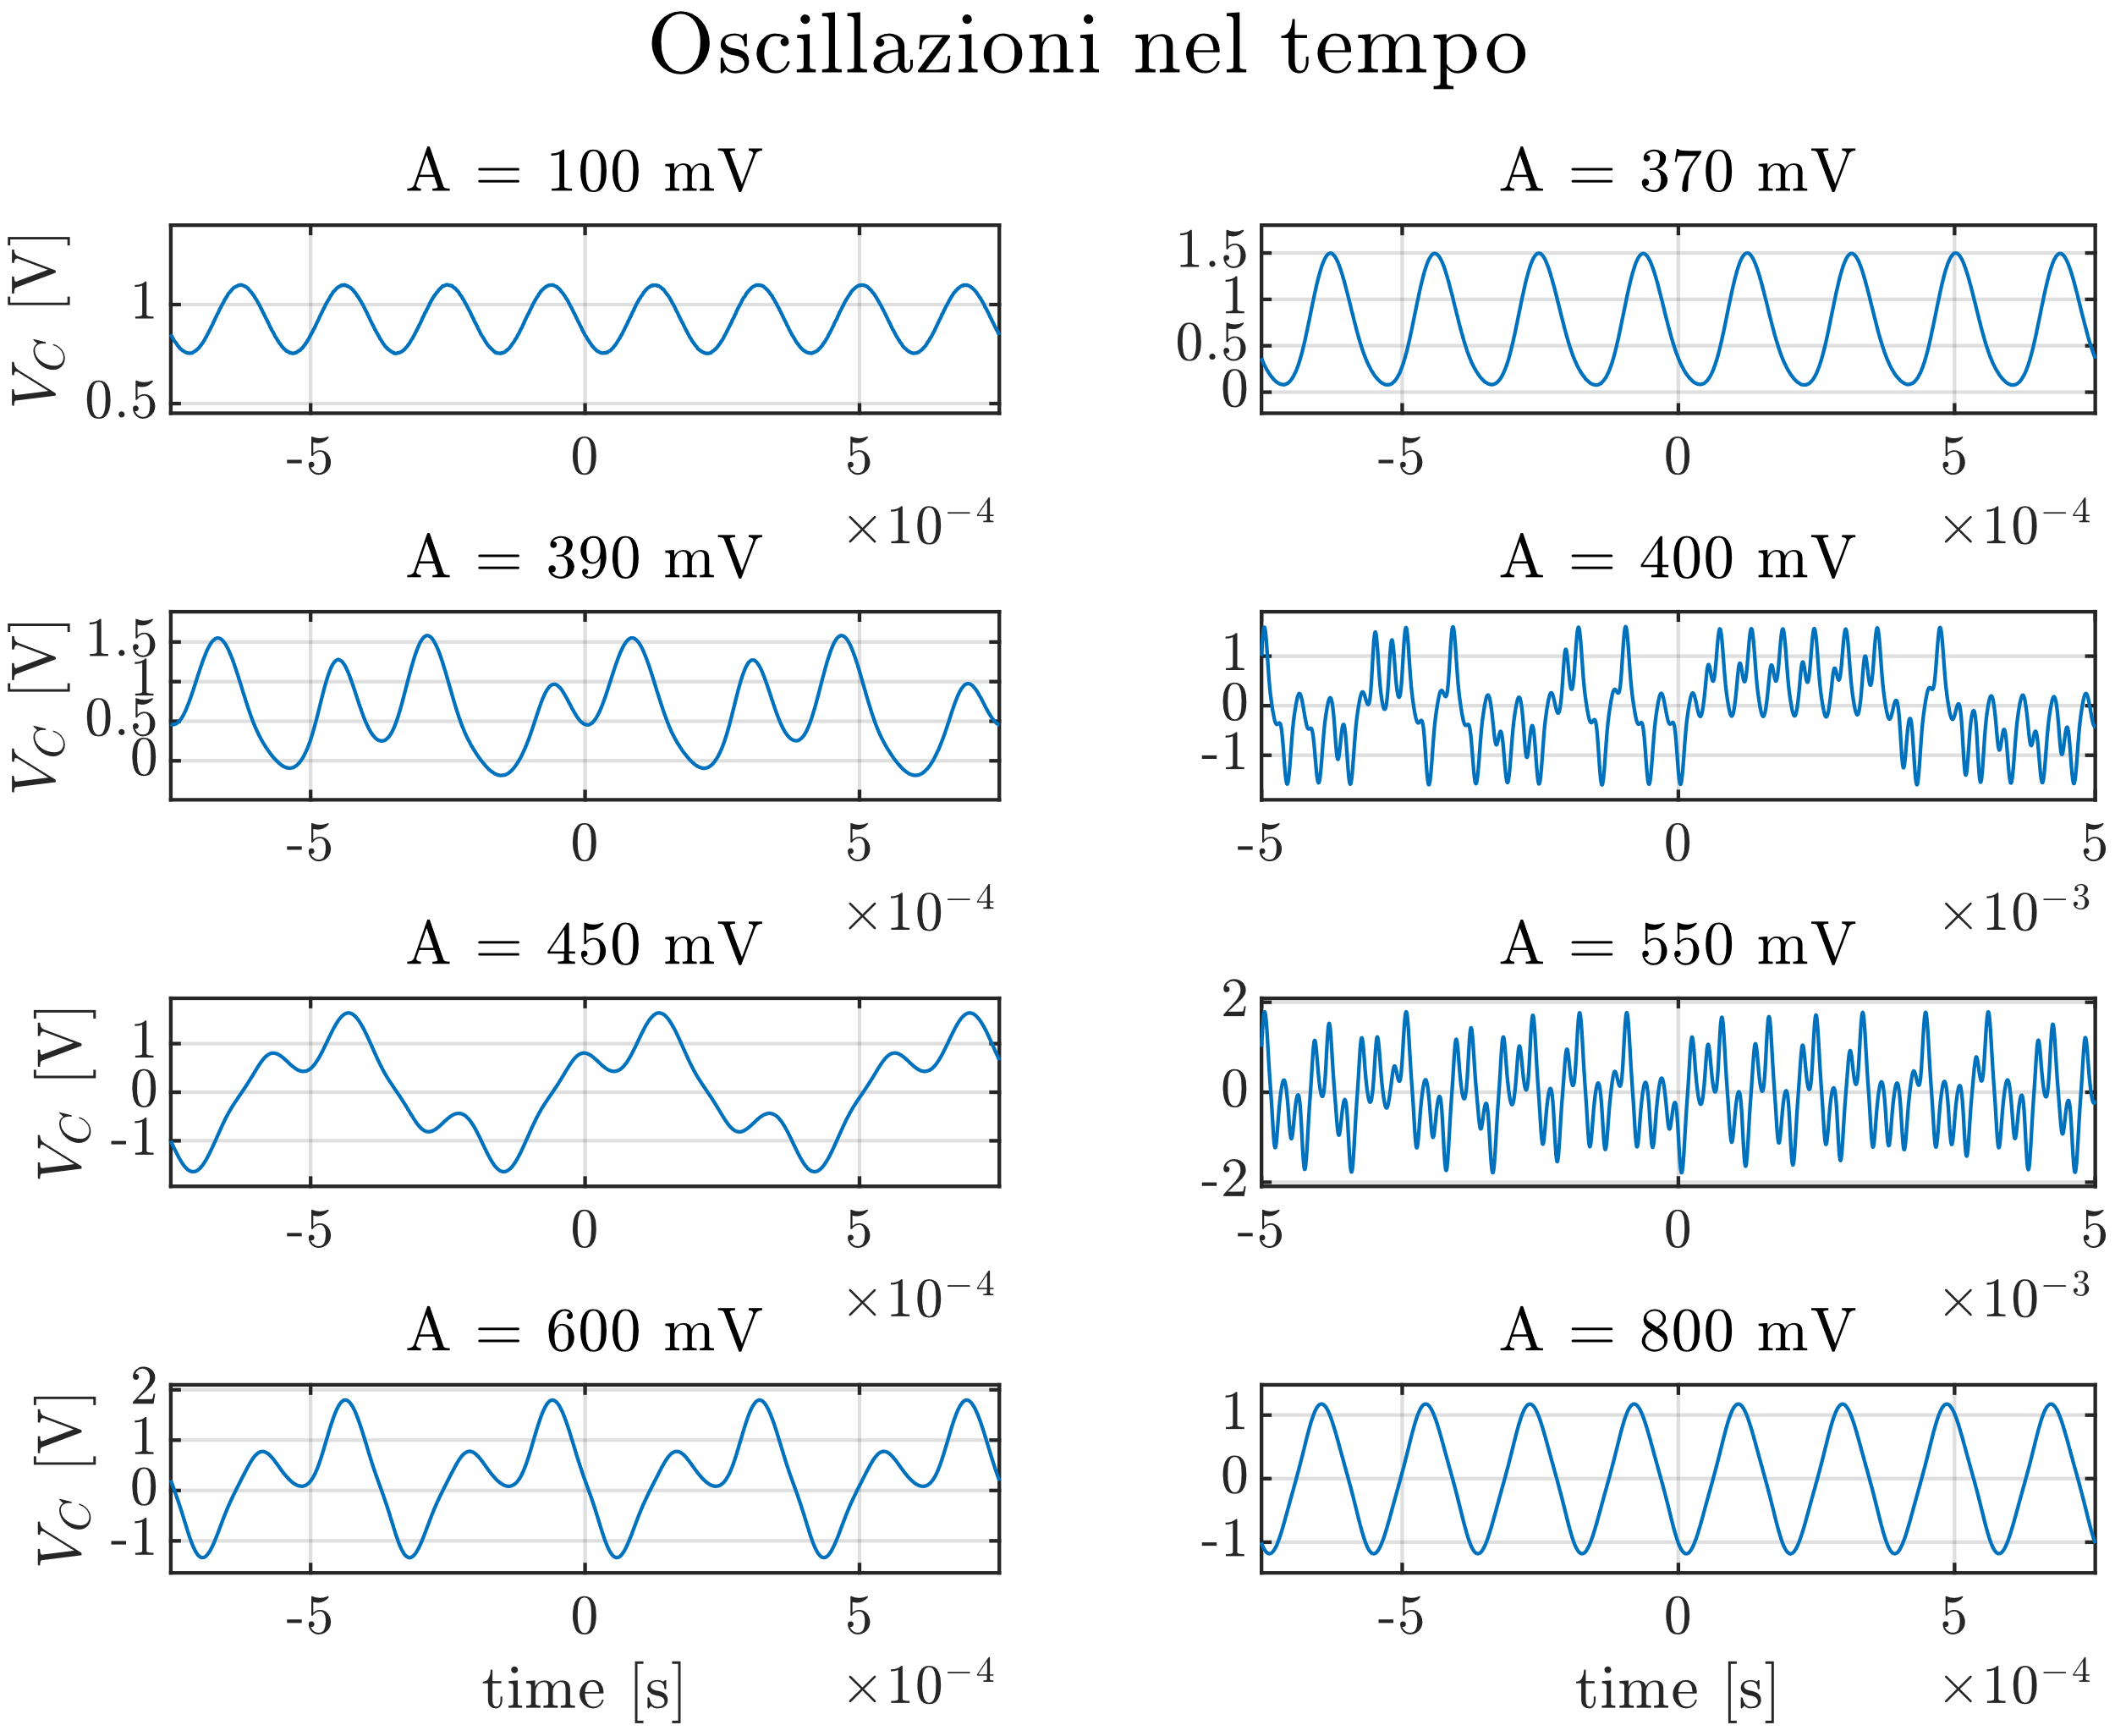 Oscillazioni nel tempo
A = 100 mV
V_C [V]
1
0.5
-5 0 5
×10⁻⁴
A = 370 mV
1.5
1
0.5
0
-5 0 5
×10⁻⁴
A = 390 mV
V_C [V]
1.5
1
0.5
0
-5 0 5
×10⁻⁴
A = 400 mV
1
0
-1
-5 0 5
×10⁻³
A = 450 mV
V_C [V]
1
0
-1
-5 0 5
×10⁻⁴
A = 550 mV
2
0
-2
-5 0 5
×10⁻³
A = 600 mV
V_C [V]
2
1
0
-1
-5 0 5
time [s]
×10⁻⁴
A = 800 mV
1
0
-1
-5 0 5
time [s]
×10⁻⁴